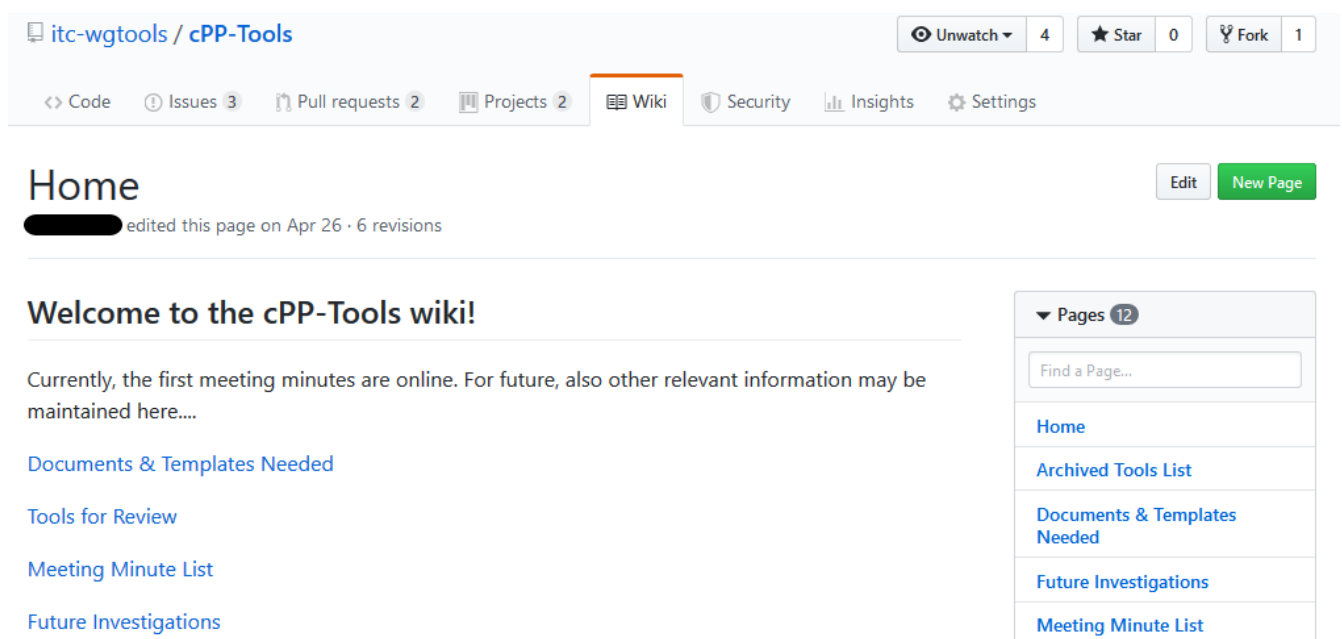 itc-wgtools / cPP-Tools
Unwatch 4 Star 0 Fork 1
Code Issues 3 Pull requests 2 Projects 2 Wiki Security Insights Settings
Home
Edit New Page
edited this page on Apr 26 · 6 revisions
Welcome to the cPP-Tools wiki!
Currently, the first meeting minutes are online. For future, also other relevant information may be
maintained here....
Documents & Templates Needed
Tools for Review
Meeting Minute List
Future Investigations
Pages 12
Find a Page...
Home
Archived Tools List
Documents & Templates
Needed
Future Investigations
Meeting Minute List